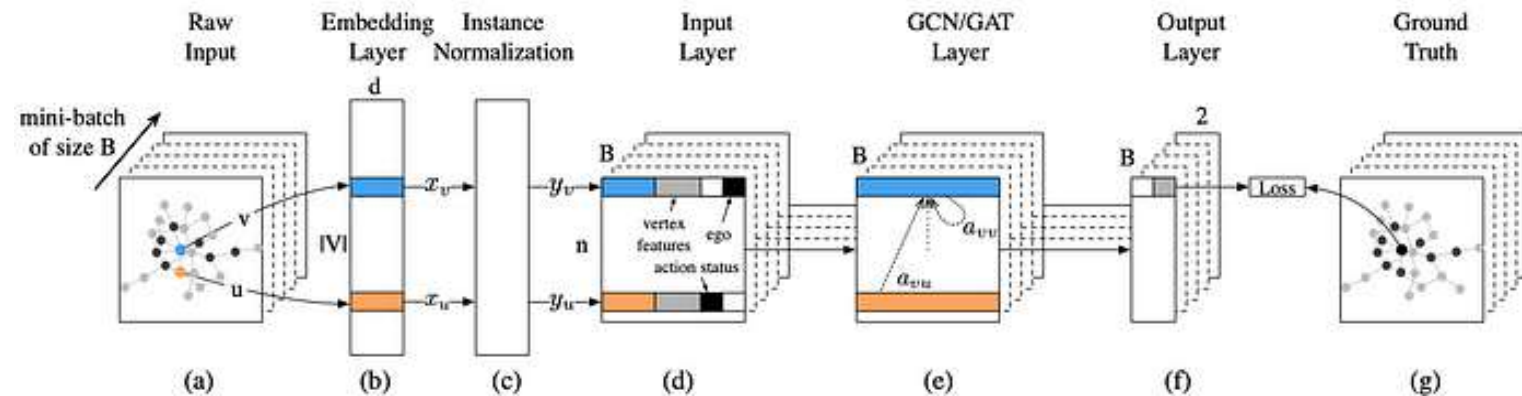 Raw
Input
Embedding
Layer
Instance
Normalization
Input
Layer
GCN/GAT
Layer
Output
Layer
Ground
Truth
mini-batch
of size B
d
|V|
v
u
x_v
x_u
y_v
y_u
B
n
vertex
features
ego
action status
B
a_vv
a_vu
B
2
Loss
(a)
(b)
(c)
(d)
(e)
(f)
(g)